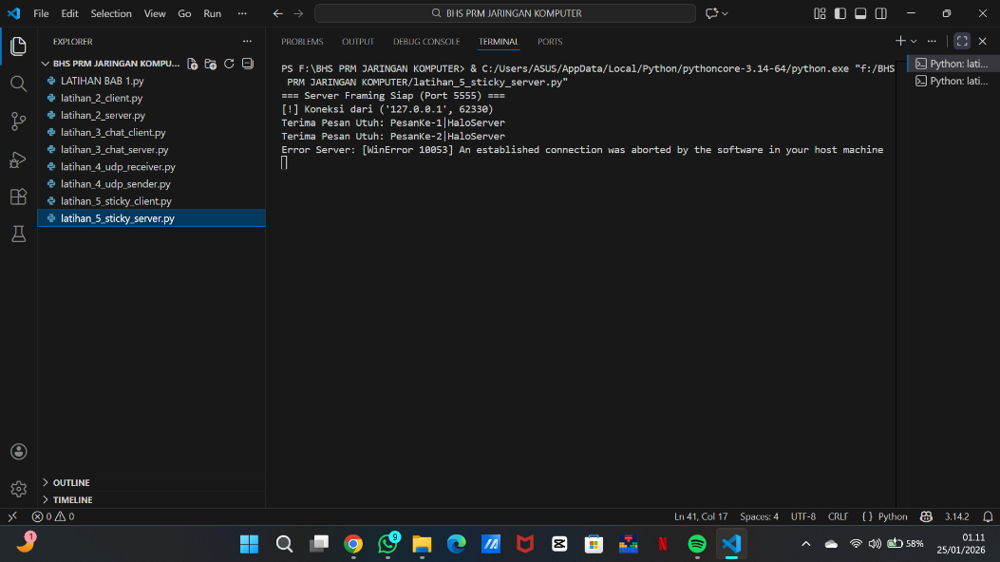 File Edit Selection View Go Run ··· BHS PRM JARINGAN KOMPUTER
EXPLORER ···
BHS PRM JARINGAN KOMPU...
LATIHAN BAB 1.py
latihan_2_client.py
latihan_2_server.py
latihan_3_chat_client.py
latihan_3_chat_server.py
latihan_4_udp_receiver.py
latihan_4_udp_sender.py
latihan_5_sticky_client.py
latihan_5_sticky_server.py
OUTLINE
TIMELINE
PROBLEMS OUTPUT DEBUG CONSOLE TERMINAL PORTS
PS F:\BHS PRM JARINGAN KOMPUTER> & C:/Users/ASUS/AppData/Local/Python/pythoncore-3.14-64/python.exe "f:/BHS
PRM JARINGAN KOMPUTER/latihan_5_sticky_server.py"
=== Server Framing Siap (Port 5555) ===
[!] Koneksi dari ('127.0.0.1', 62330)
Terima Pesan Utuh: PesanKe-1|HaloServer
Terima Pesan Utuh: PesanKe-2|HaloServer
Error Server: [WinError 10053] An established connection was aborted by the software in your host machine
Python: lati...
Python: lati...
0 0 Ln 41, Col 17 Spaces: 4 UTF-8 CRLF { } Python 3.14.2
1
9
58%
01.11
25/01/2026